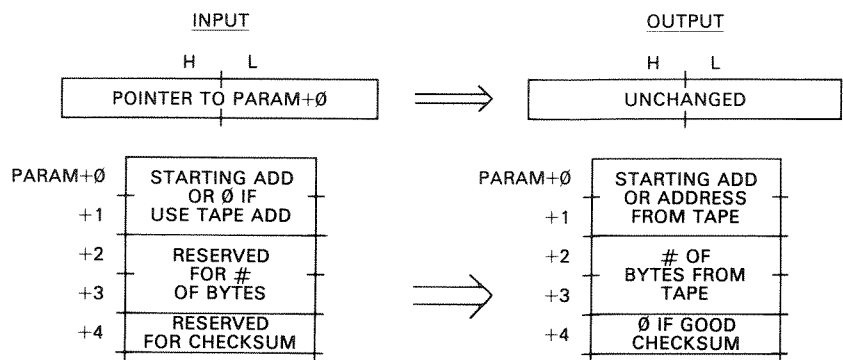 INPUT
OUTPUT
H L
H L
POINTER TO PARAM+Ø
UNCHANGED
PARAM+Ø
STARTING ADD
OR Ø IF
+1
USE TAPE ADD
+2
RESERVED
FOR #
+3
OF BYTES
+4
RESERVED
FOR CHECKSUM
PARAM+Ø
STARTING ADD
OR ADDRESS
+1
FROM TAPE
+2
# OF
BYTES FROM
+3
TAPE
+4
Ø IF GOOD
CHECKSUM